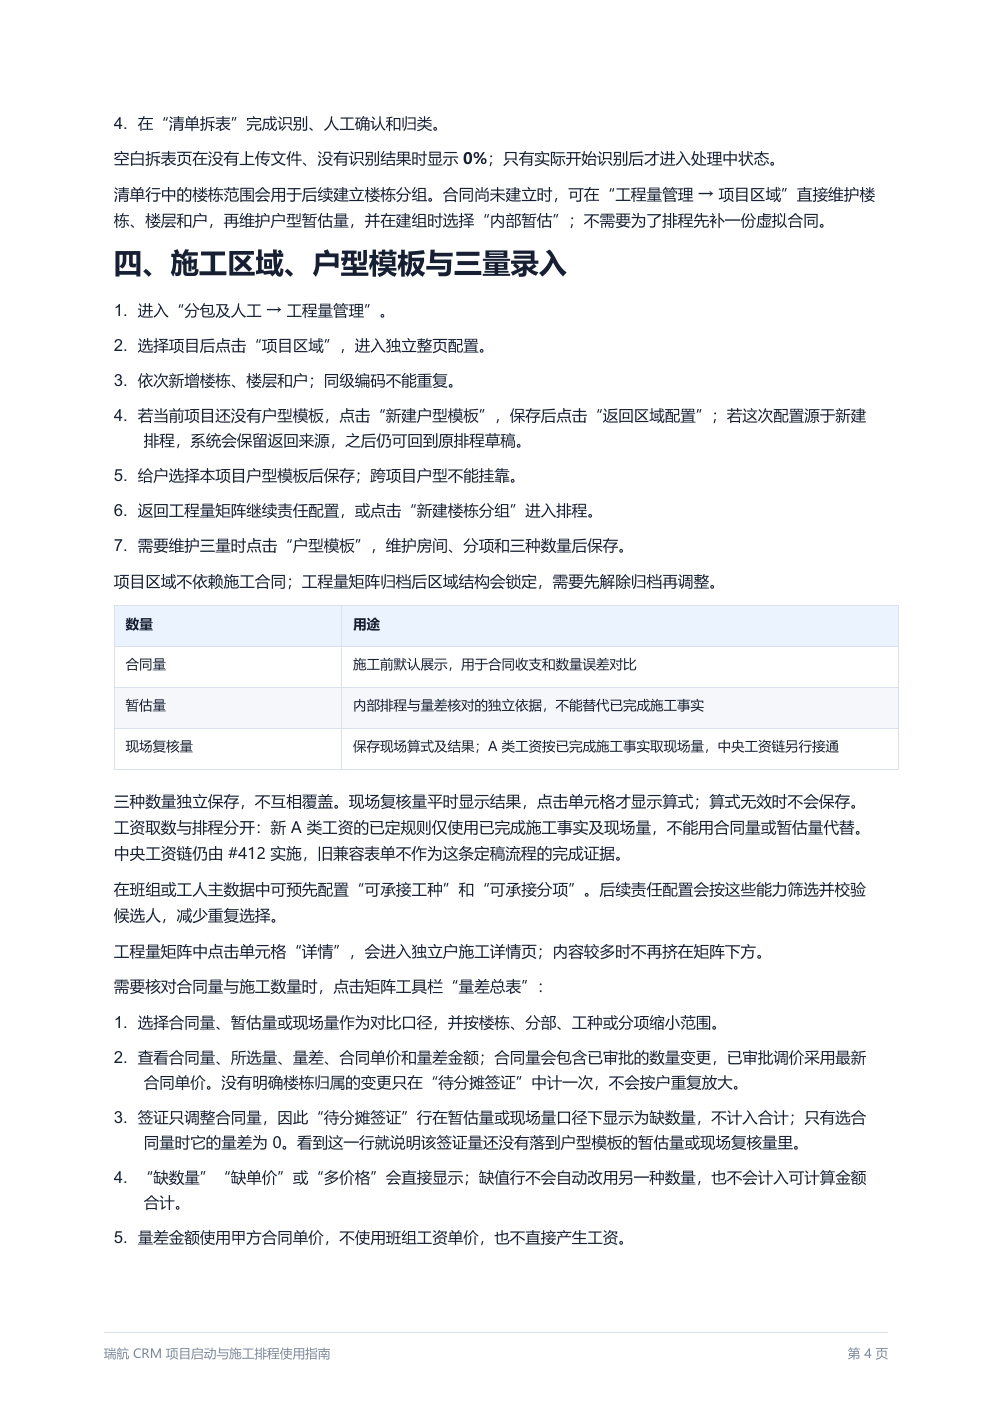 4. 在“清单拆表”完成识别、人工确认和归类。
空白拆表页在没有上传文件、没有识别结果时显示 0%；只有实际开始识别后才进入处理中状态。
清单行中的楼栋范围会用于后续建立楼栋分组。合同尚未建立时，可在“工程量管理 → 项目区域”直接维护楼
栋、楼层和户，再维护户型暂估量，并在建组时选择“内部暂估”；不需要为了排程先补一份虚拟合同。
四、施工区域、户型模板与三量录入
1. 进入“分包及人工 → 工程量管理”。
2. 选择项目后点击“项目区域”，进入独立整页配置。
3. 依次新增楼栋、楼层和户；同级编码不能重复。
4. 若当前项目还没有户型模板，点击“新建户型模板”，保存后点击“返回区域配置”；若这次配置源于新建
排程，系统会保留返回来源，之后仍可回到原排程草稿。
5. 给户选择本项目户型模板后保存；跨项目户型不能挂靠。
6. 返回工程量矩阵继续责任配置，或点击“新建楼栋分组”进入排程。
7. 需要维护三量时点击“户型模板”，维护房间、分项和三种数量后保存。
项目区域不依赖施工合同；工程量矩阵归档后区域结构会锁定，需要先解除归档再调整。
数量 用途
合同量 施工前默认展示，用于合同收支和数量误差对比
暂估量 内部排程与量差核对的独立依据，不能替代已完成施工事实
现场复核量 保存现场算式及结果；A 类工资按已完成施工事实取现场量，中央工资链另行接通
三种数量独立保存，不互相覆盖。现场复核量平时显示结果，点击单元格才显示算式；算式无效时不会保存。
工资取数与排程分开：新 A 类工资的已定规则仅使用已完成施工事实及现场量，不能用合同量或暂估量代替。
中央工资链仍由 #412 实施，旧兼容表单不作为这条定稿流程的完成证据。
在班组或工人主数据中可预先配置“可承接工种”和“可承接分项”。后续责任配置会按这些能力筛选并校验
候选人，减少重复选择。
工程量矩阵中点击单元格“详情”，会进入独立户施工详情页；内容较多时不再挤在矩阵下方。
需要核对合同量与施工数量时，点击矩阵工具栏“量差总表”：
1. 选择合同量、暂估量或现场量作为对比口径，并按楼栋、分部、工种或分项缩小范围。
2. 查看合同量、所选量、量差、合同单价和量差金额；合同量会包含已审批的数量变更，已审批调价采用最新
合同单价。没有明确楼栋归属的变更只在“待分摊签证”中计一次，不会按户重复放大。
3. 签证只调整合同量，因此“待分摊签证”行在暂估量或现场量口径下显示为缺数量，不计入合计；只有选合
同量时它的量差为 0。看到这一行就说明该签证量还没有落到户型模板的暂估量或现场复核量里。
4. “缺数量”“缺单价”或“多价格”会直接显示；缺值行不会自动改用另一种数量，也不会计入可计算金额
合计。
5. 量差金额使用甲方合同单价，不使用班组工资单价，也不直接产生工资。
瑞航 CRM 项目启动与施工排程使用指南 第 4 页